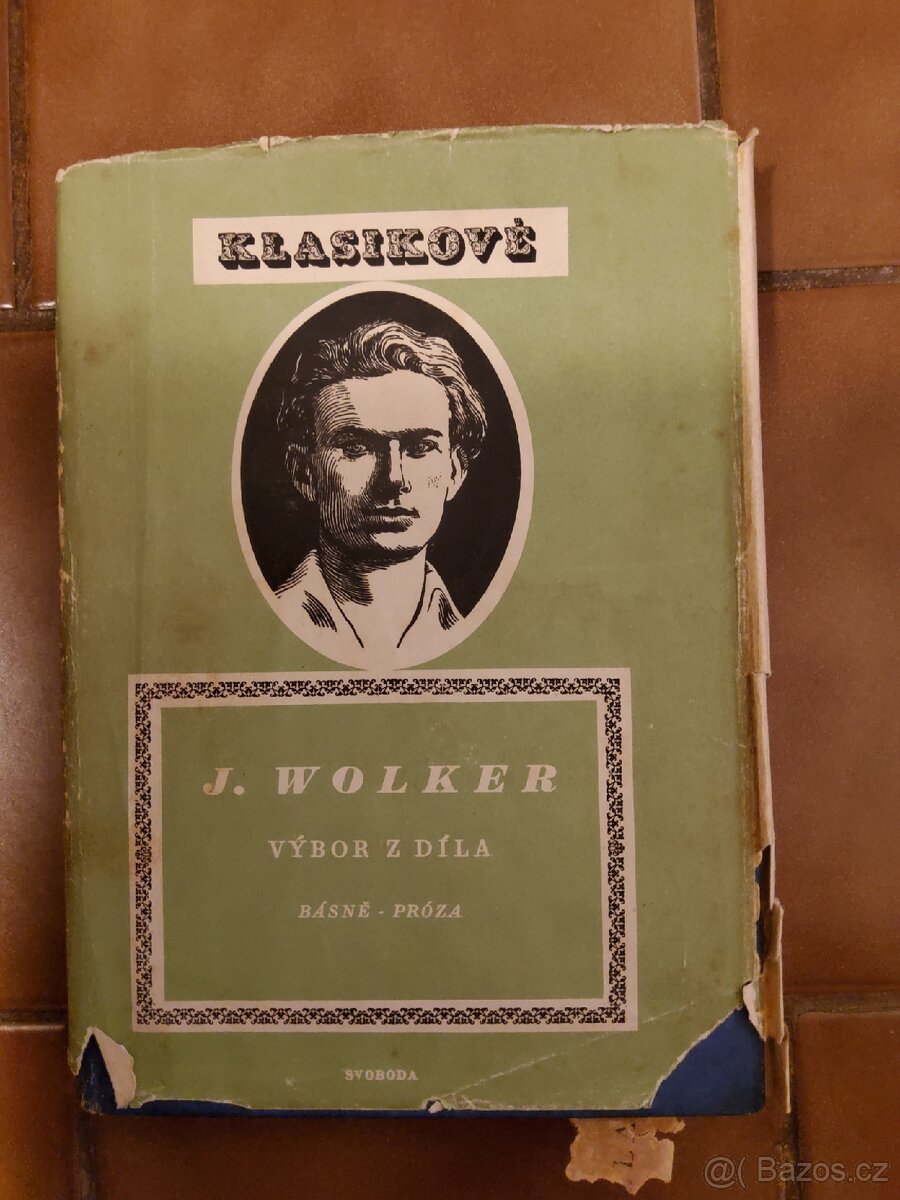 KLASIKOVÉ
J. WOLKER
VÝBOR Z DÍLA
BÁSNĚ - PRÓZA
SVOBODA
@( Bazos.cz